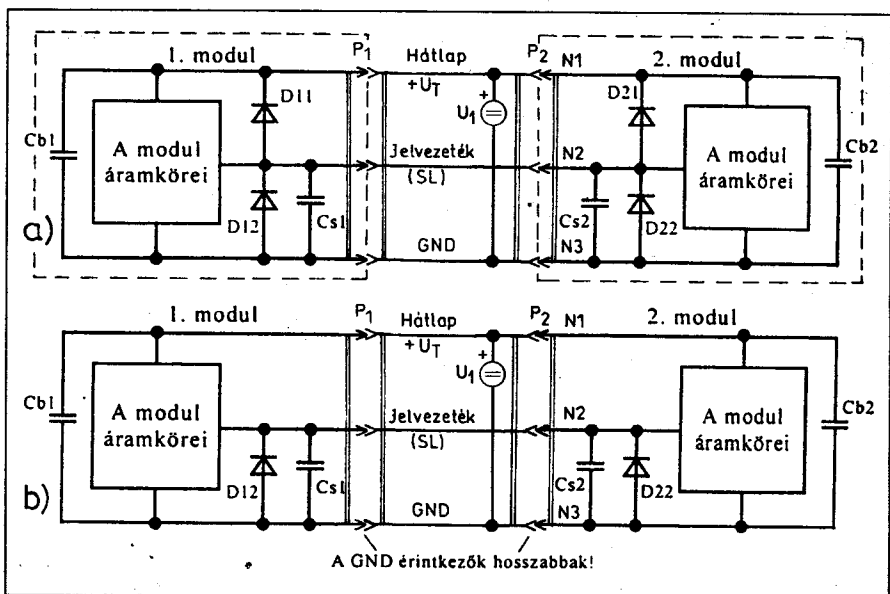 1. modul
P1
Hátlap
+UT
P2
N1
2. modul
D11
U1
+
D21
Cb1
A modul
áramkörei
Jelvezeték
(SL)
N2
A modul
áramkörei
Cb2
D12
Cs1
Cs2
D22
a)
GND
N3
1. modul
P1
Hátlap
+UT
P2
N1
2. modul
+
U1
Cb1
A modul
áramkörei
Jelvezeték
(SL)
N2
A modul
áramkörei
Cb2
D12
Cs1
Cs2
D22
b)
GND
N3
A GND érintkezők hosszabbak!